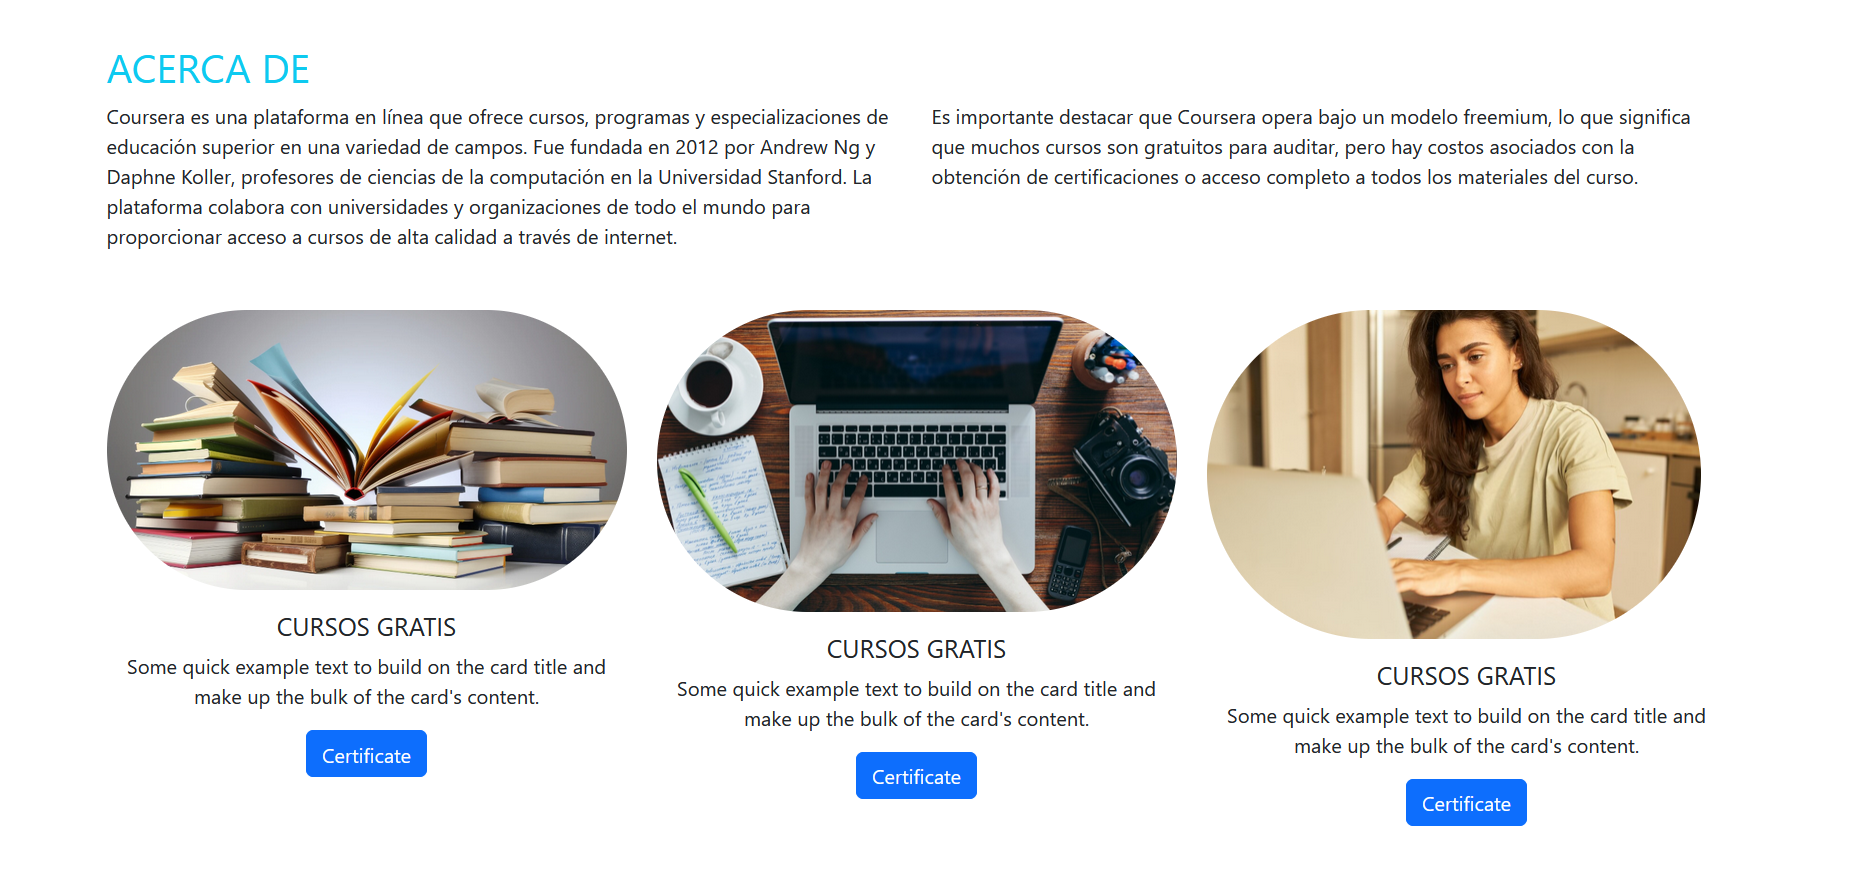 ACERCA DE
Coursera es una plataforma en línea que ofrece cursos, programas y especializaciones de
educación superior en una variedad de campos. Fue fundada en 2012 por Andrew Ng y
Daphne Koller, profesores de ciencias de la computación en la Universidad Stanford. La
plataforma colabora con universidades y organizaciones de todo el mundo para
proporcionar acceso a cursos de alta calidad a través de internet.
Es importante destacar que Coursera opera bajo un modelo freemium, lo que significa
que muchos cursos son gratuitos para auditar, pero hay costos asociados con la
obtención de certificaciones o acceso completo a todos los materiales del curso.
CURSOS GRATIS
Some quick example text to build on the card title and
make up the bulk of the card's content.
Certificate
CURSOS GRATIS
Some quick example text to build on the card title and
make up the bulk of the card's content.
Certificate
CURSOS GRATIS
Some quick example text to build on the card title and
make up the bulk of the card's content.
Certificate